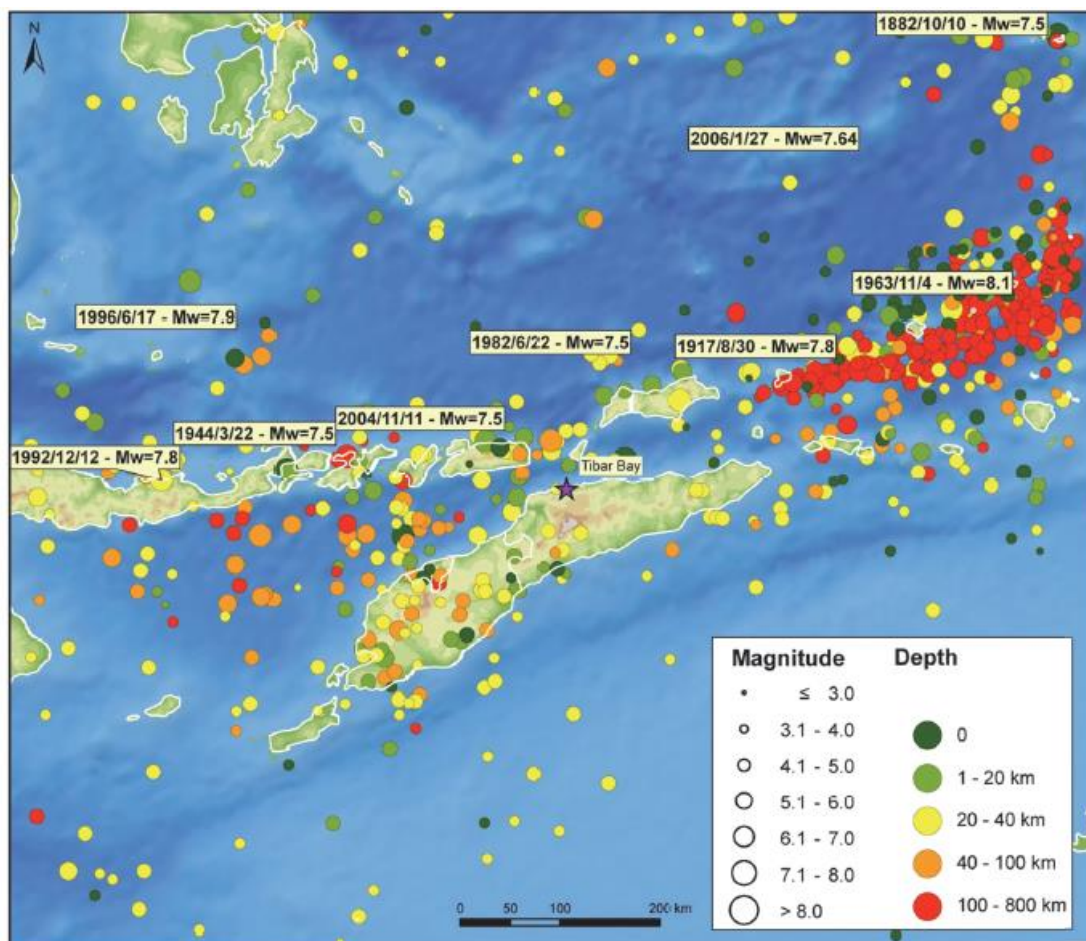 N
1882/10/10 - Mw=7.5
2006/1/27 - Mw=7.64
1963/11/4 - Mw=8.1
1996/6/17 - Mw=7.9
1982/6/22 - Mw=7.5
1917/8/30 - Mw=7.8
2004/11/11 - Mw=7.5
1944/3/22 - Mw=7.5
1992/12/12 - Mw=7.8
Tibar Bay
Magnitude
≤ 3.0
3.1 - 4.0
4.1 - 5.0
5.1 - 6.0
6.1 - 7.0
7.1 - 8.0
> 8.0
Depth
0
1 - 20 km
20 - 40 km
40 - 100 km
100 - 800 km
0 50 100 200 km